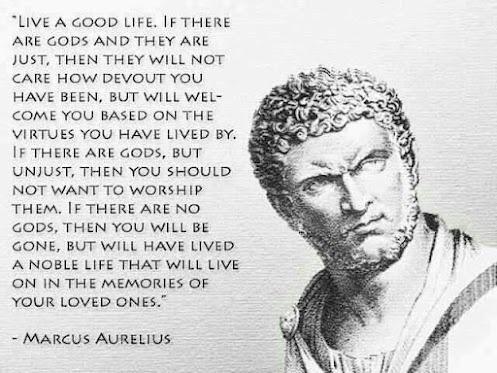 "Live a good life. If there
are gods and they are
just, then they will not
care how devout you
have been, but will wel-
come you based on the
virtues you have lived by.
If there are gods, but
unjust, then you should
not want to worship
them. If there are no
gods, then you will be
gone, but will have lived
a noble life that will live
on in the memories of
your loved ones."
- Marcus Aurelius